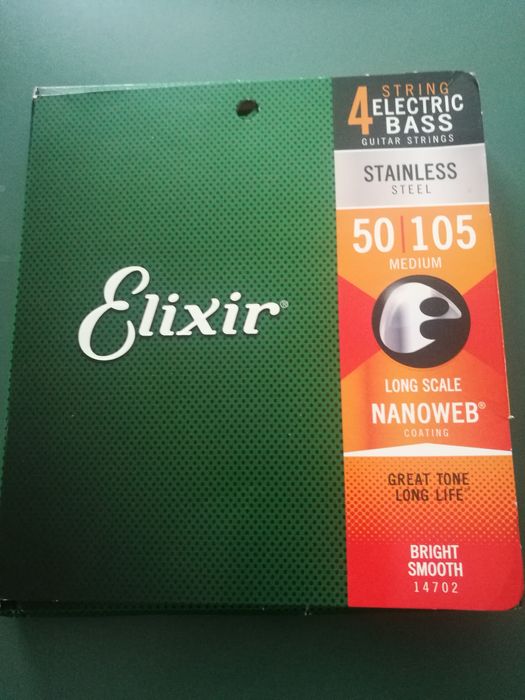 Elixir®
4 STRING
ELECTRIC
BASS
GUITAR STRINGS
STAINLESS
STEEL
50|105
MEDIUM
LONG SCALE
NANOWEB®
COATING
GREAT TONE
LONG LIFE
BRIGHT
SMOOTH
14702